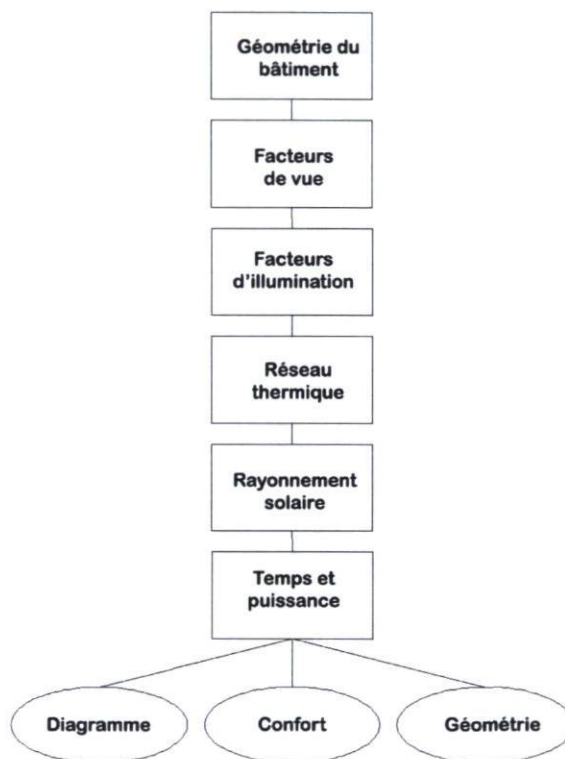 Géométrie du
bâtiment
Facteurs
de vue
Facteurs
d'illumination
Réseau
thermique
Rayonnement
solaire
Temps et
puissance
Diagramme
Confort
Géométrie